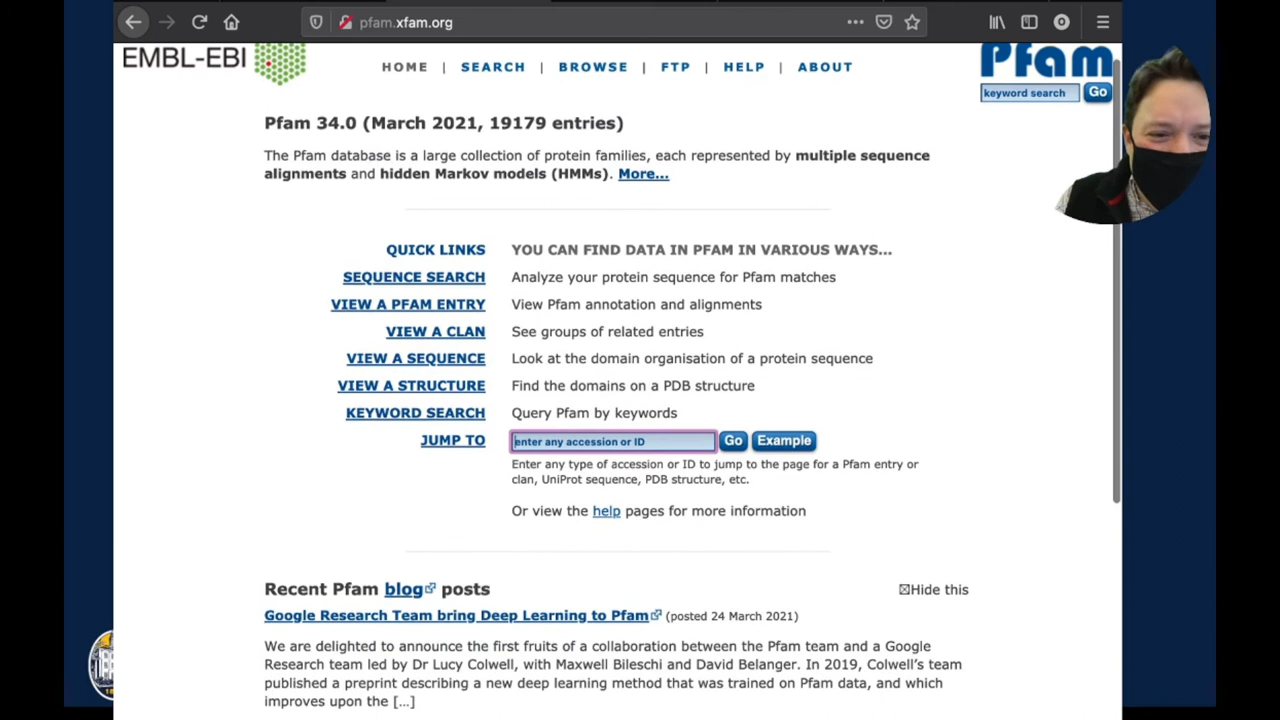 pfam.xfam.org
EMBL-EBI
HOME | SEARCH | BROWSE | FTP | HELP | ABOUT
Pfam
keyword search Go
Pfam 34.0 (March 2021, 19179 entries)
The Pfam database is a large collection of protein families, each represented by multiple sequence
alignments and hidden Markov models (HMMs). More...
QUICK LINKS YOU CAN FIND DATA IN PFAM IN VARIOUS WAYS...
SEQUENCE SEARCH Analyze your protein sequence for Pfam matches
VIEW A PFAM ENTRY View Pfam annotation and alignments
VIEW A CLAN See groups of related entries
VIEW A SEQUENCE Look at the domain organisation of a protein sequence
VIEW A STRUCTURE Find the domains on a PDB structure
KEYWORD SEARCH Query Pfam by keywords
JUMP TO enter any accession or ID Go Example
Enter any type of accession or ID to jump to the page for a Pfam entry or
clan, UniProt sequence, PDB structure, etc.
Or view the help pages for more information
Recent Pfam blog posts Hide this
Google Research Team bring Deep Learning to Pfam (posted 24 March 2021)
We are delighted to announce the first fruits of a collaboration between the Pfam team and a Google
Research team led by Dr Lucy Colwell, with Maxwell Bileschi and David Belanger. In 2019, Colwell's team
published a preprint describing a new deep learning method that was trained on Pfam data, and which
improves upon the [...]